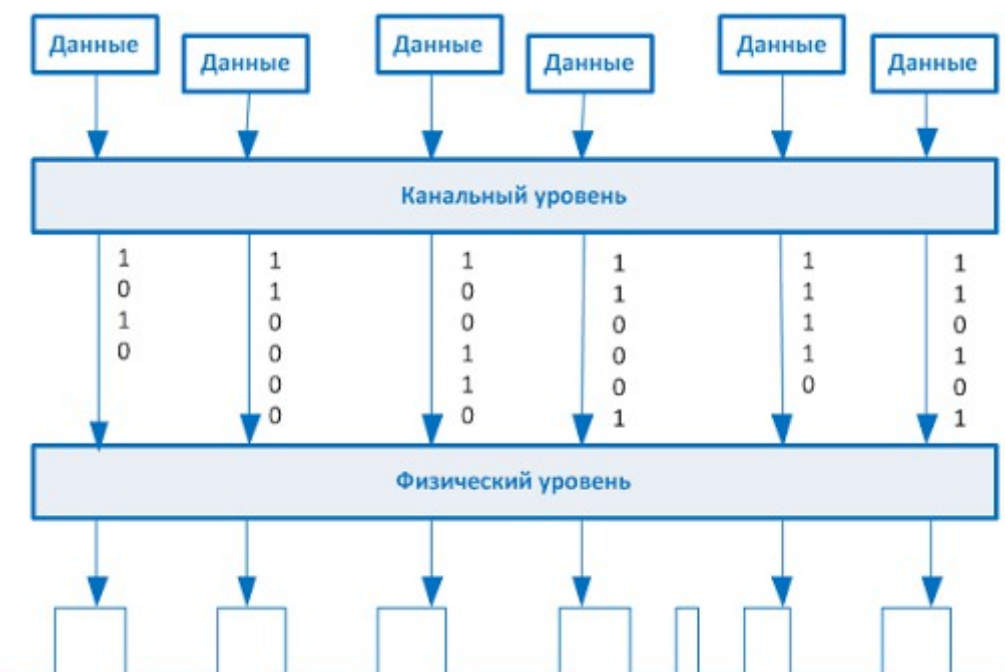 Данные
Данные
Данные
Данные
Данные
Данные
Канальный уровень
1 1 1 1 1 1
0 1 0 1 1 1
1 0 0 0 1 0
0 0 1 0 1 1
0 1 0 0 0
0 0 1 1
Физический уровень